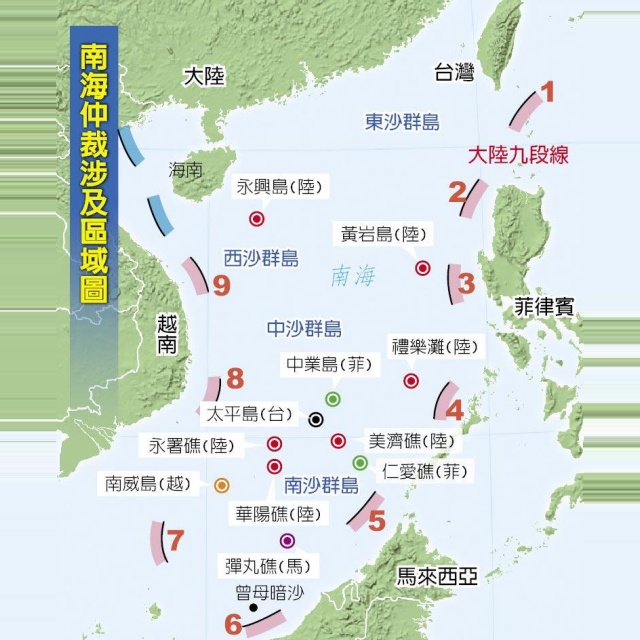 南海仲裁涉及區域圖
大陸
台灣
1
東沙群島
大陸九段線
海南
永興島(陸)
2
黃岩島(陸)
西沙群島
南海
9
3
菲律賓
越南
中沙群島
禮樂灘(陸)
中業島(菲)
8
太平島(台)
4
永署礁(陸)
美濟礁(陸)
仁愛礁(菲)
南威島(越)
南沙群島
華陽礁(陸)
5
7
彈丸礁(馬)
馬來西亞
曾母暗沙
6